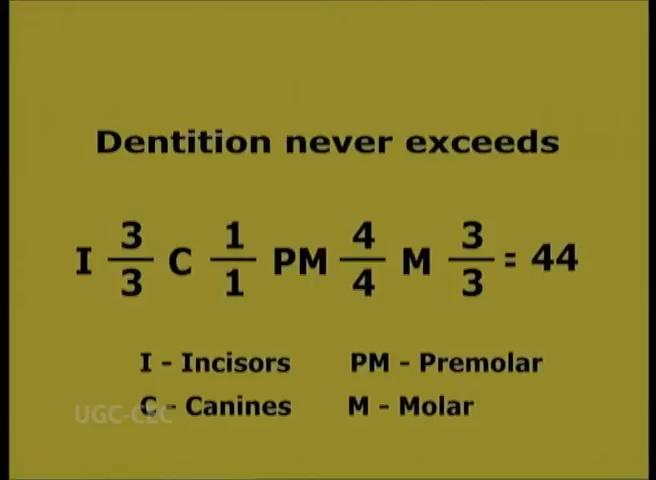 Dentition never exceeds
I 3/3 C 1/1 PM 4/4 M 3/3 = 44
I - Incisors PM - Premolar
C - Canines M - Molar
UGC-CEC